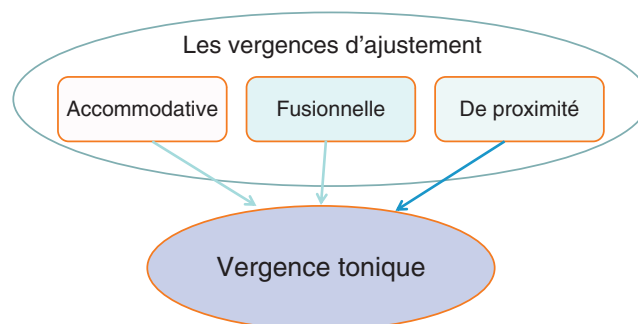 Les vergences d'ajustement
Accommodative
Fusionnelle
De proximité
Vergence tonique